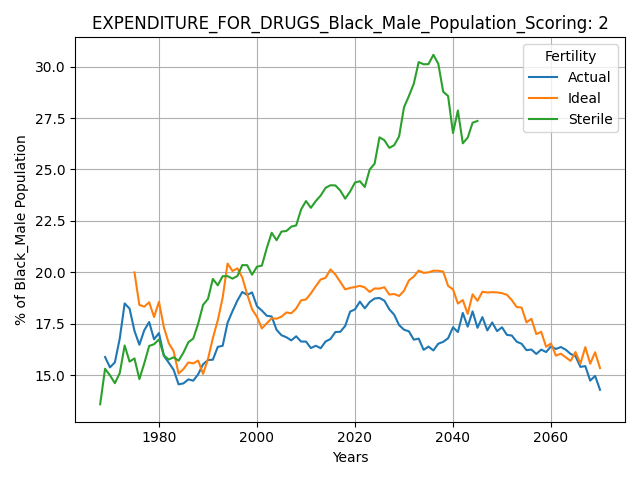 EXPENDITURE_FOR_DRUGS_Black_Male_Population_Scoring: 2
Fertility
Actual
Ideal
Sterile
% of Black_Male Population
30.0
27.5
25.0
22.5
20.0
17.5
15.0
1980
2000
2020
2040
2060
Years